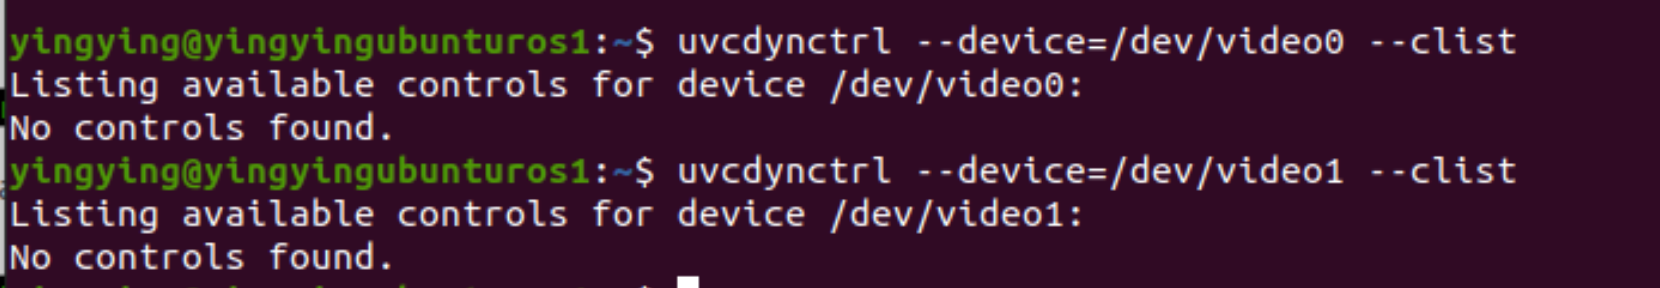 yingying@yingyingubunturos1:~$ uvcdynctrl --device=/dev/video0 --clist
Listing available controls for device /dev/video0:
No controls found.
yingying@yingyingubunturos1:~$ uvcdynctrl --device=/dev/video1 --clist
Listing available controls for device /dev/video1:
No controls found.